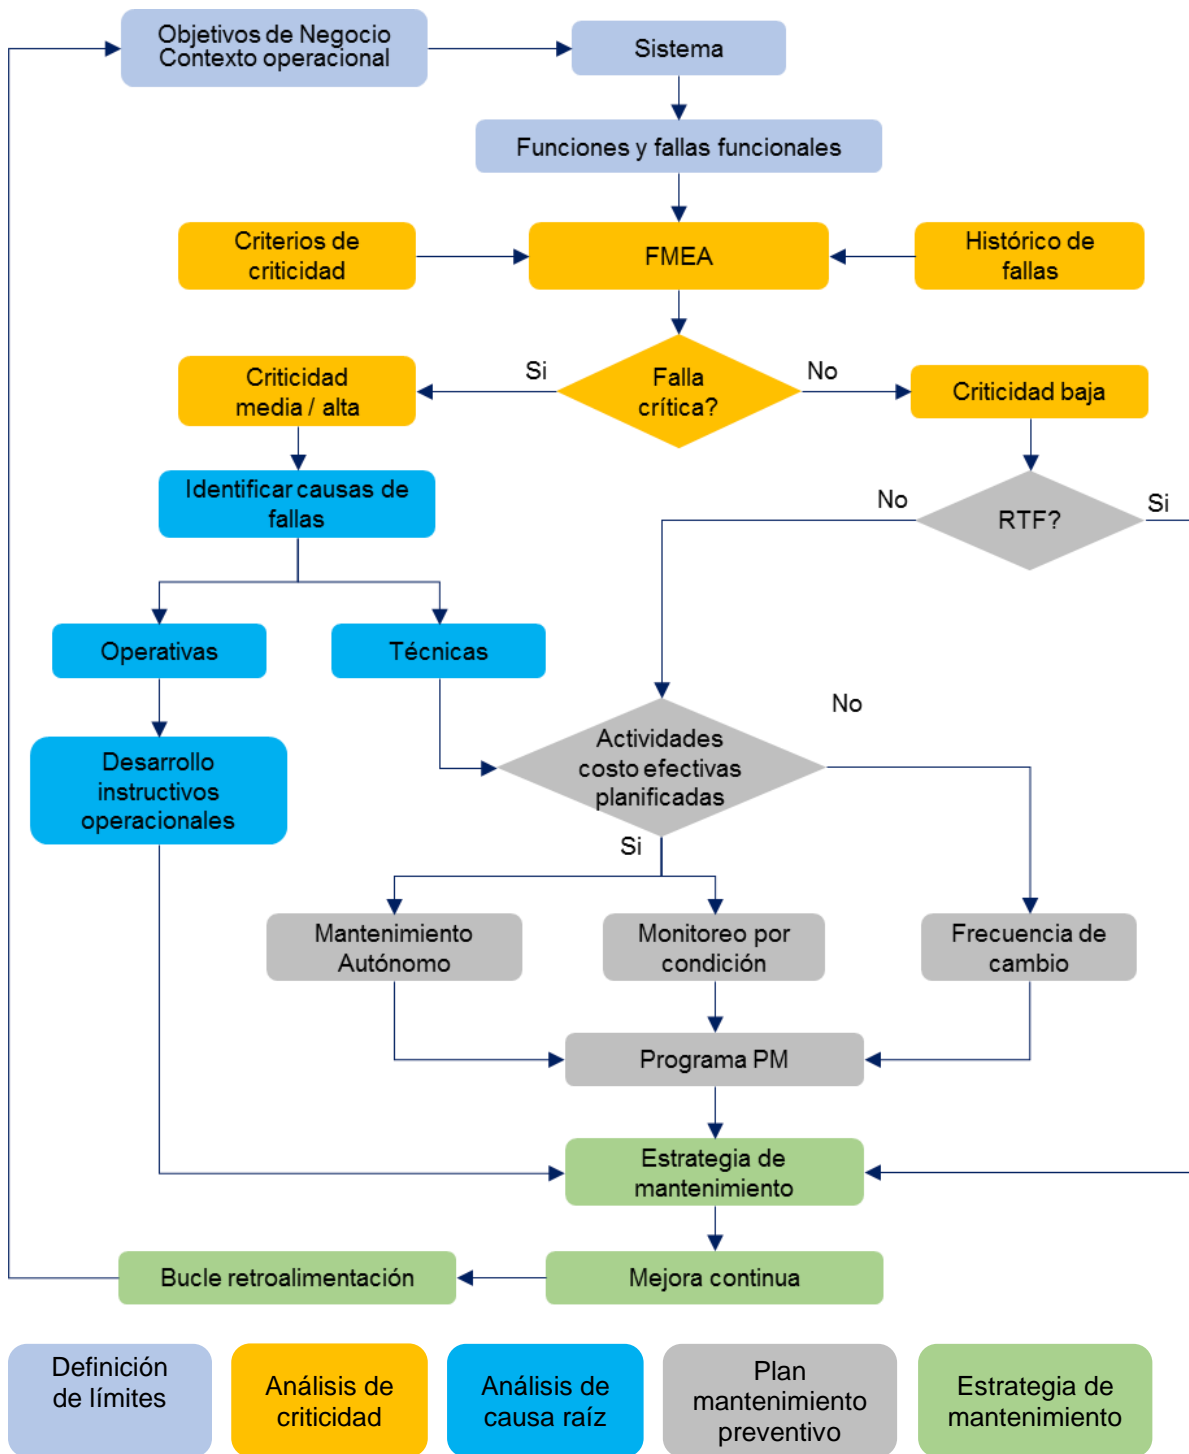 Objetivos de Negocio
Contexto operacional
Sistema
Funciones y fallas funcionales
Criterios de
criticidad
FMEA
Histórico de
fallas
Si
Falla
crítica?
No
Criticidad
media / alta
Criticidad baja
Identificar causas de
fallas
No
RTF?
Si
Operativas
Técnicas
No
Actividades
costo efectivas
planificadas
Desarrollo
instructivos
operacionales
Si
Mantenimiento
Autónomo
Monitoreo por
condición
Frecuencia de
cambio
Programa PM
Estrategia de
mantenimiento
Bucle retroalimentación
Mejora continua
Definición
de límites
Análisis de
criticidad
Análisis de
causa raíz
Plan
mantenimiento
preventivo
Estrategia de
mantenimiento